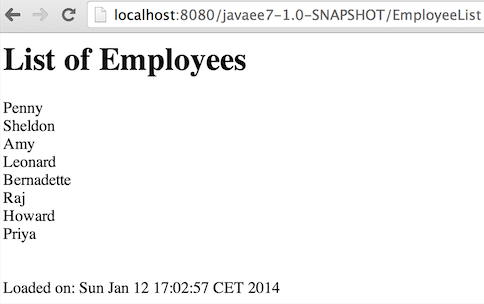 localhost:8080/javaee7-1.0-SNAPSHOT/EmployeeList
List of Employees
Penny
Sheldon
Amy
Leonard
Bernadette
Raj
Howard
Priya
Loaded on: Sun Jan 12 17:02:57 CET 2014